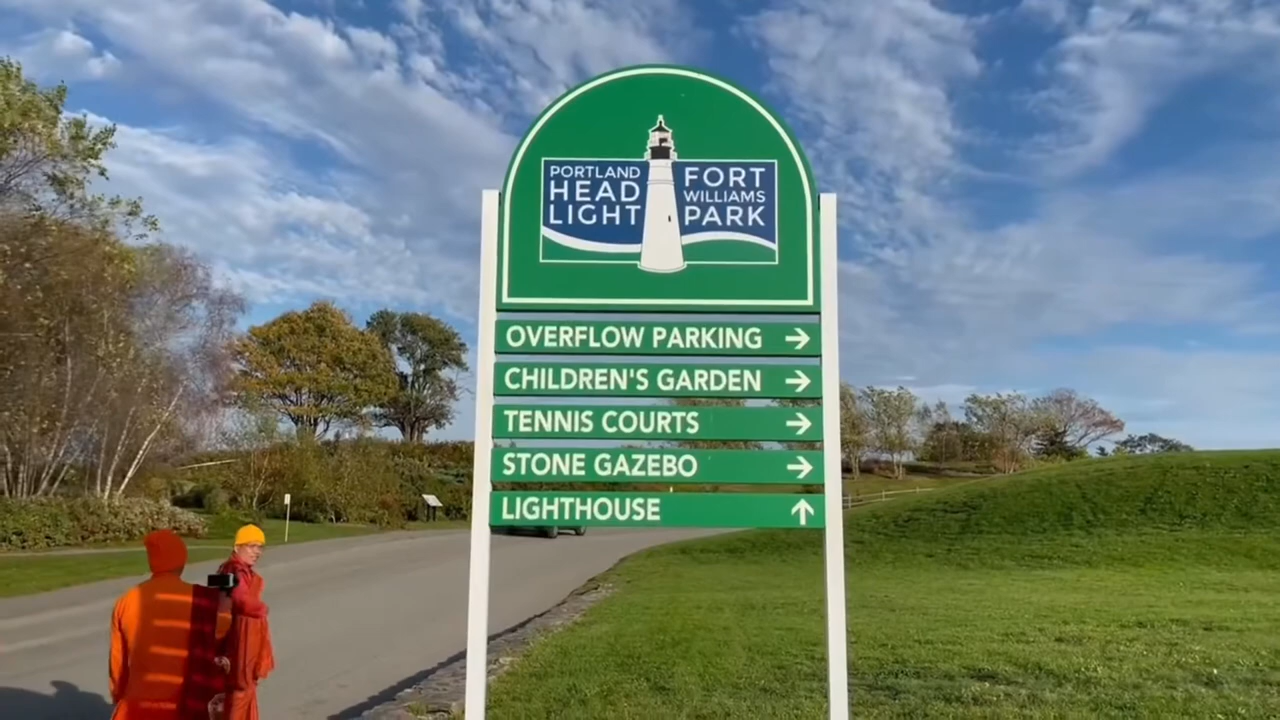 PORTLAND
HEAD
LIGHT
FORT
WILLIAMS
PARK
OVERFLOW PARKING →
CHILDREN'S GARDEN →
TENNIS COURTS →
STONE GAZEBO →
LIGHTHOUSE ↑